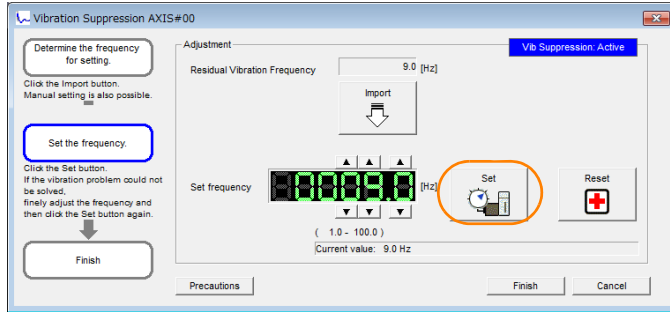 Vibration Suppression AXIS#00
Determine the frequency
for setting.
Click the Import button.
Manual setting is also possible.
Set the frequency.
Click the Set button.
If the vibration problem could not
be solved,
finely adjust the frequency and
then click the Set button again.
Finish
Adjustment
Vib Suppression: Active
Residual Vibration Frequency 9.0 [Hz]
Import
Set frequency 0009.0 [Hz]
Set
Reset
( 1.0 - 100.0 )
Current value: 9.0 Hz
Precautions
Finish
Cancel